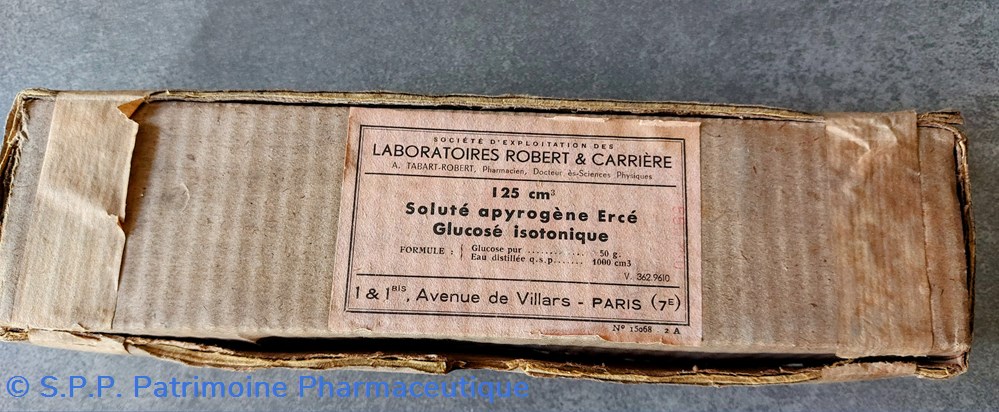 SOCIÉTÉ D'EXPLOITATION DES
LABORATOIRES ROBERT & CARRIÈRE
A. TABART-ROBERT, Pharmacien, Docteur ès-Sciences Physiques
125 cm³
Soluté apyrogène Ercé
Glucosé isotonique
FORMULE : { Glucose pur ............ 50 g.
Eau distillée q.s.p....... 1000 cm3
V. 362.9610
1 & 1 BIS, Avenue de Villars - PARIS (7E)
N° 15068 2 A
© S.P.P. Patrimoine Pharmaceutique